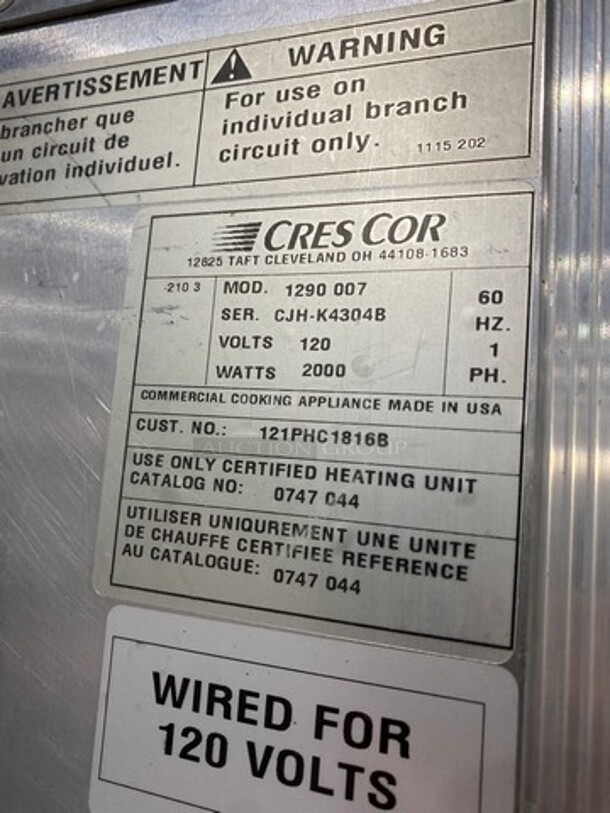 AVERTISSEMENT
brancher que
un circuit de
vation individuel.
WARNING
For use on
individual branch
circuit only.
1115 202
CRES COR
12825 TAFT CLEVELAND OH 44108-1683
-210 3
MOD. 1290 007
SER. CJH-K4304B
VOLTS 120
WATTS 2000
60
HZ.
1
PH.
COMMERCIAL COOKING APPLIANCE MADE IN USA
CUST. NO.: 121PHC1816B
AUCTION GROUP
USE ONLY CERTIFIED HEATING UNIT
CATALOG NO: 0747 044
UTILISER UNIQUREMENT UNE UNITE
DE CHAUFFE CERTIFIEE REFERENCE
AU CATALOGUE: 0747 044
WIRED FOR
120 VOLTS